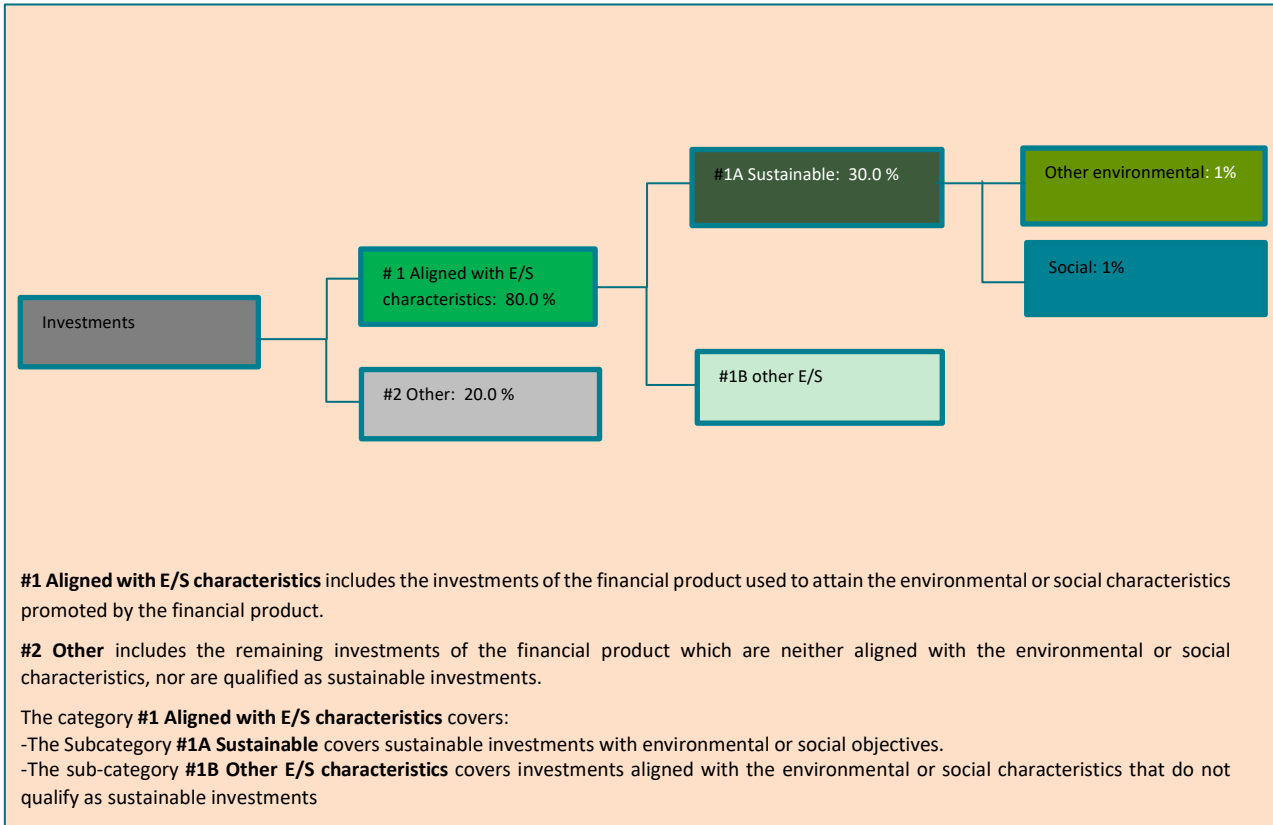 #1A Sustainable: 30.0 %
Other environmental: 1%
# 1 Aligned with E/S
characteristics: 80.0 %
Social: 1%
Investments
#2 Other: 20.0 %
#1B other E/S
#1 Aligned with E/S characteristics includes the investments of the financial product used to attain the environmental or social characteristics
promoted by the financial product.
#2 Other includes the remaining investments of the financial product which are neither aligned with the environmental or social
characteristics, nor are qualified as sustainable investments.
The category #1 Aligned with E/S characteristics covers:
-The Subcategory #1A Sustainable covers sustainable investments with environmental or social objectives.
-The sub-category #1B Other E/S characteristics covers investments aligned with the environmental or social characteristics that do not
qualify as sustainable investments